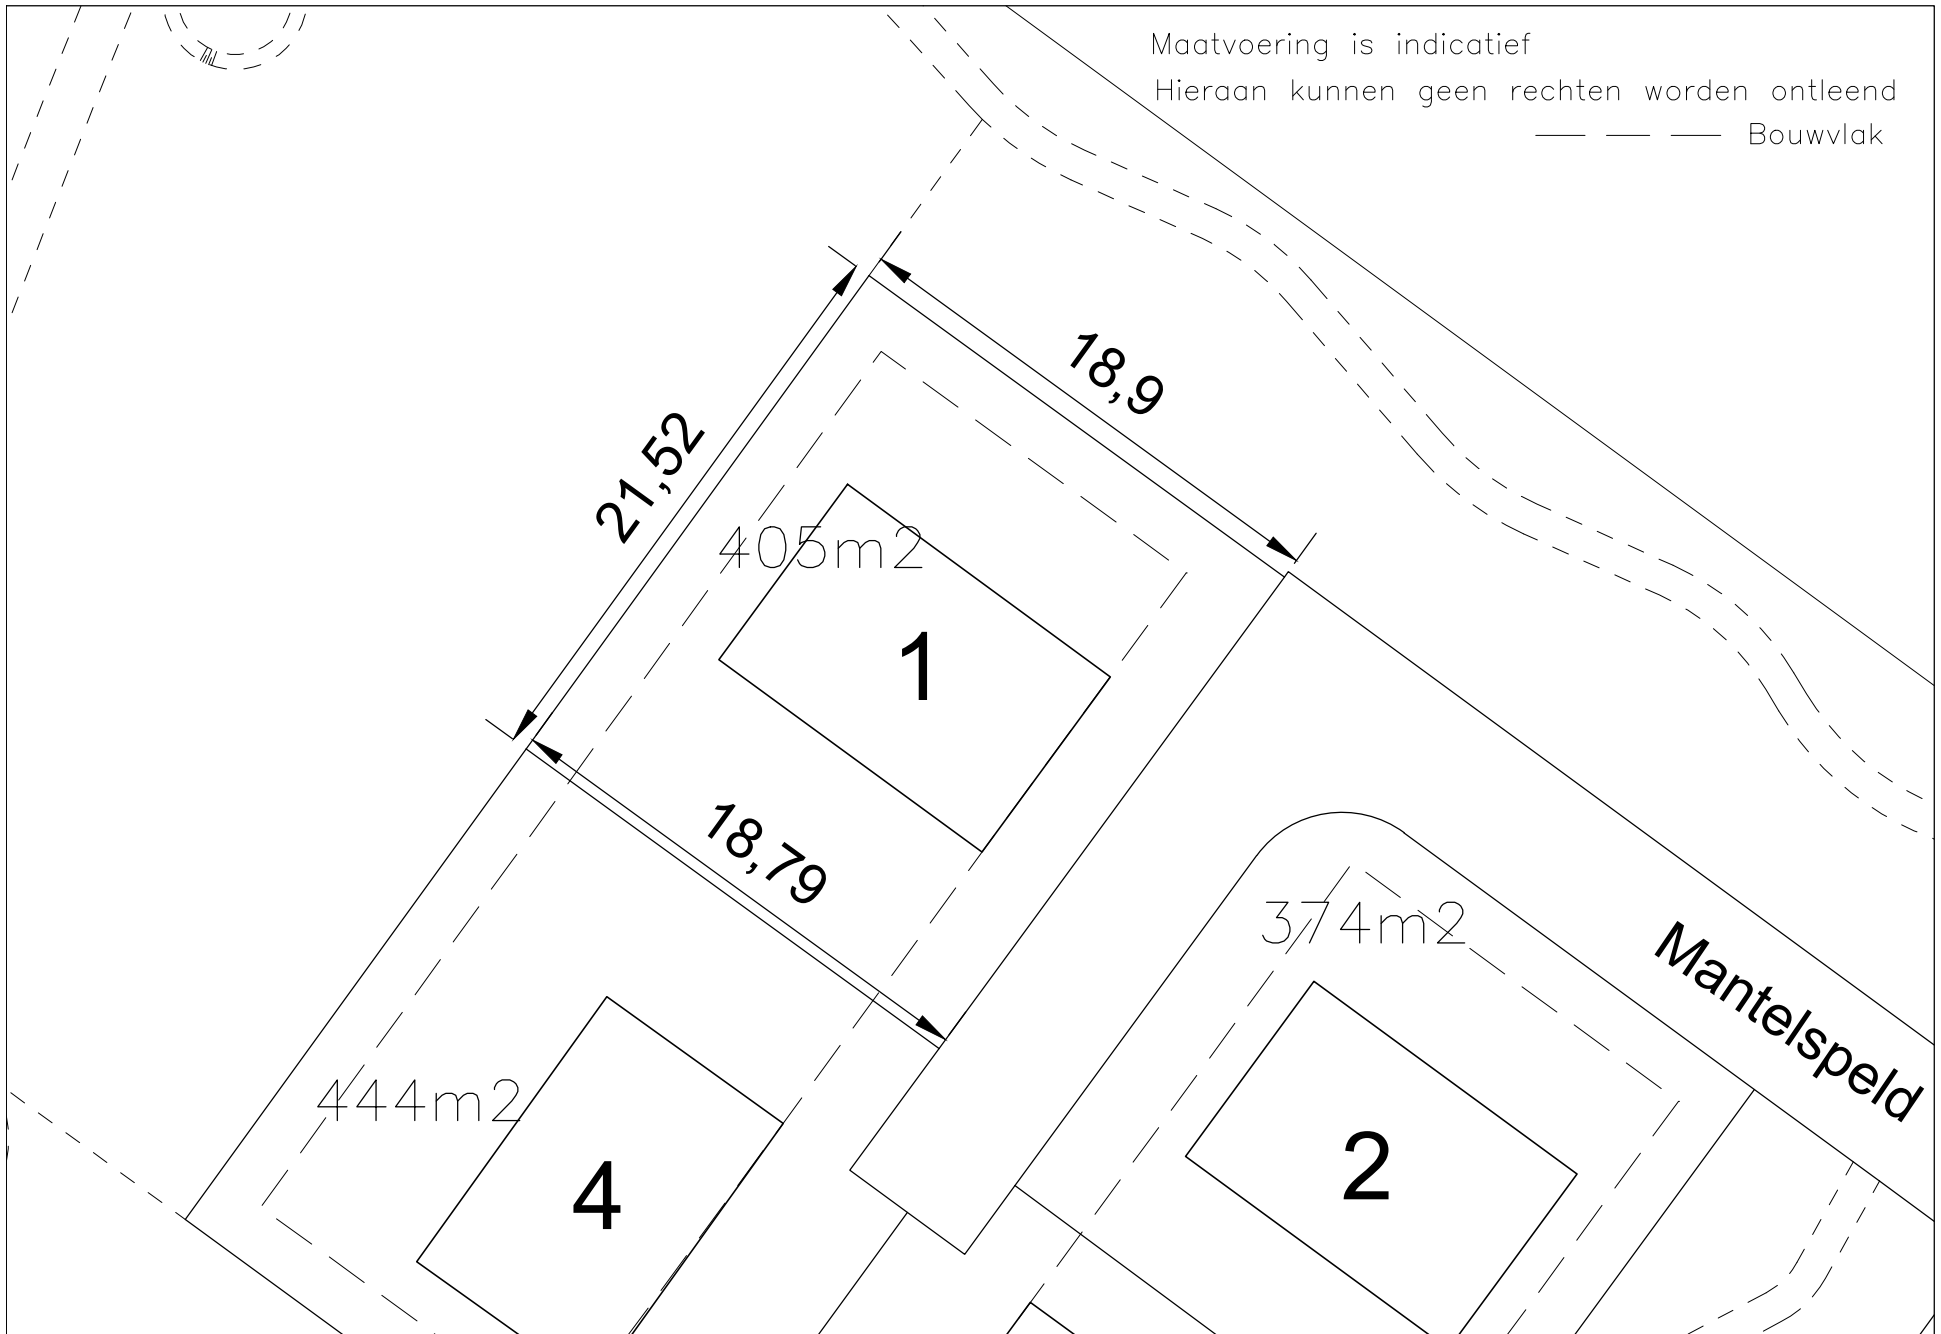 Maatvoering is indicatief
Hieraan kunnen geen rechten worden ontleend
Bouwvlak
18,9
21,52
405m2
1
18,79
374m2
Mantelspeld
444m2
2
4